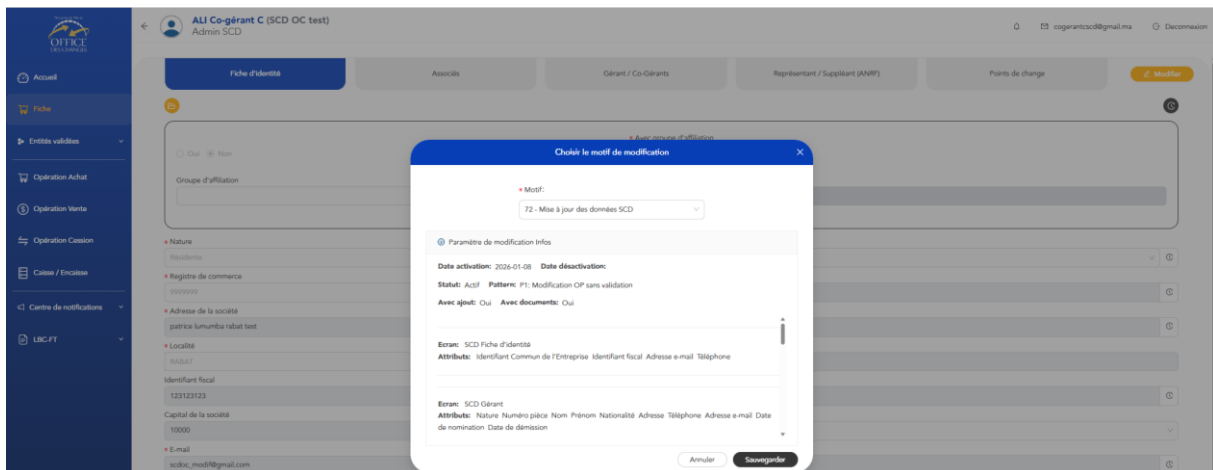 OFFICE
DES CHANGES
ALI Co-gérant C (SCD OC test)
Admin SCD
cogerantcscd@gmail.ma
Deconnexion
Accueil
Fiche
Entités validées
Opération Achat
Opération Vente
Opération Cession
Caisse / Encaisse
Centre de notifications
LBC-FT
Fiche d'identité
Associés
Gérant / Co-Gérants
Représentant / Suppléant (ANRF)
Points de change
Modifier
* Avec groupe d'affiliation
Oui Non
Groupe d'affiliation
* Nature
Résidente
* Registre de commerce
9999999
* Adresse de la société
patrice lumumba rabat test
* Localité
RABAT
Identifiant fiscal
123123123
Capital de la société
10000
* E-mail
scdoc_modif@gmail.com
Choisir le motif de modification
* Motif:
72 - Mise à jour des données SCD
Paramètre de modification Infos
Date activation: 2026-01-08 Date désactivation:
Statut: Actif Pattern: P1: Modification OP sans validation
Avec ajout: Oui Avec documents: Oui
Ecran: SCD Fiche d'identité
Attributs: Identifiant Commun de l'Entreprise Identifiant fiscal Adresse e-mail Téléphone
Ecran: SCD Gérant
Attributs: Nature Numéro pièce Nom Prénom Nationalité Adresse Téléphone Adresse e-mail Date
de nomination Date de démission
Annuler
Sauvegarder